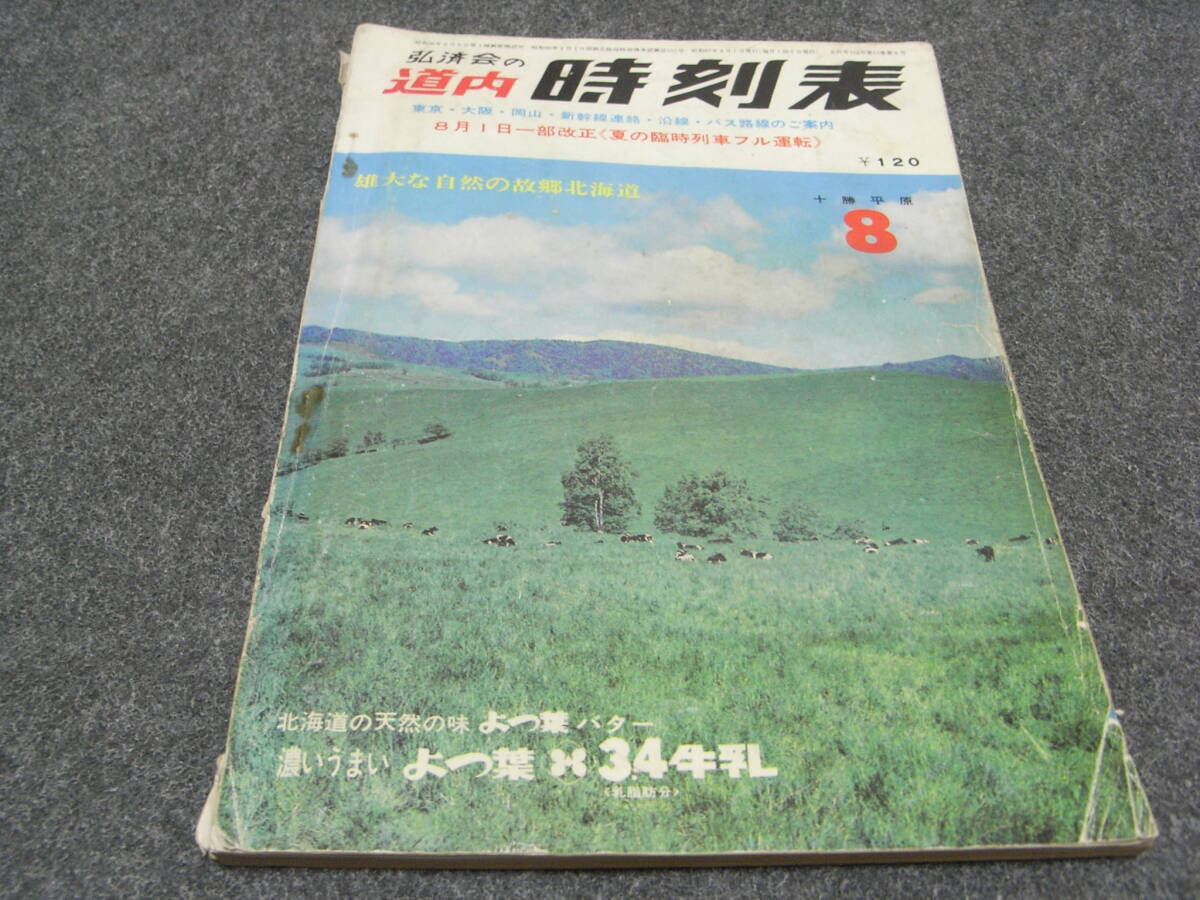 弘済会の
道内 時刻表
東京・大阪・岡山・新幹線連絡・沿線・バス路線のご案内
8月1日一部改正《夏の臨時列車フル運転》
¥120
雄大な自然の故郷北海道
十勝平原
8
北海道の天然の味 よつ葉 バター
濃いうまい よつ葉 3.4牛乳
《乳脂肪分》